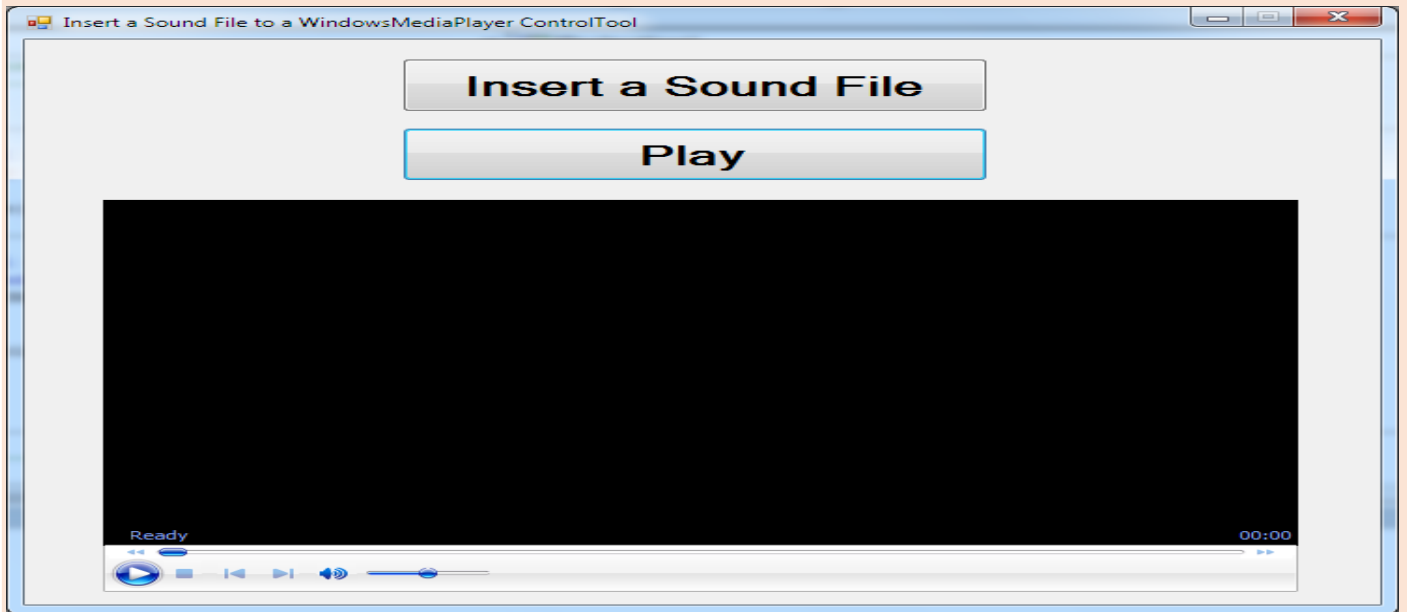 Insert a Sound File to a WindowsMediaPlayer ControlTool
Insert a Sound File
Play
Ready 00:00